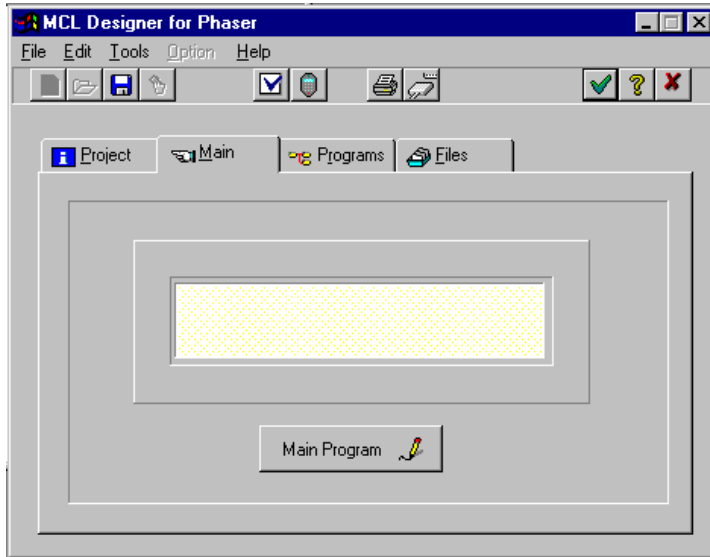 MCL Designer for Phaser
File Edit Tools Option Help
Project Main Programs Files
Main Program